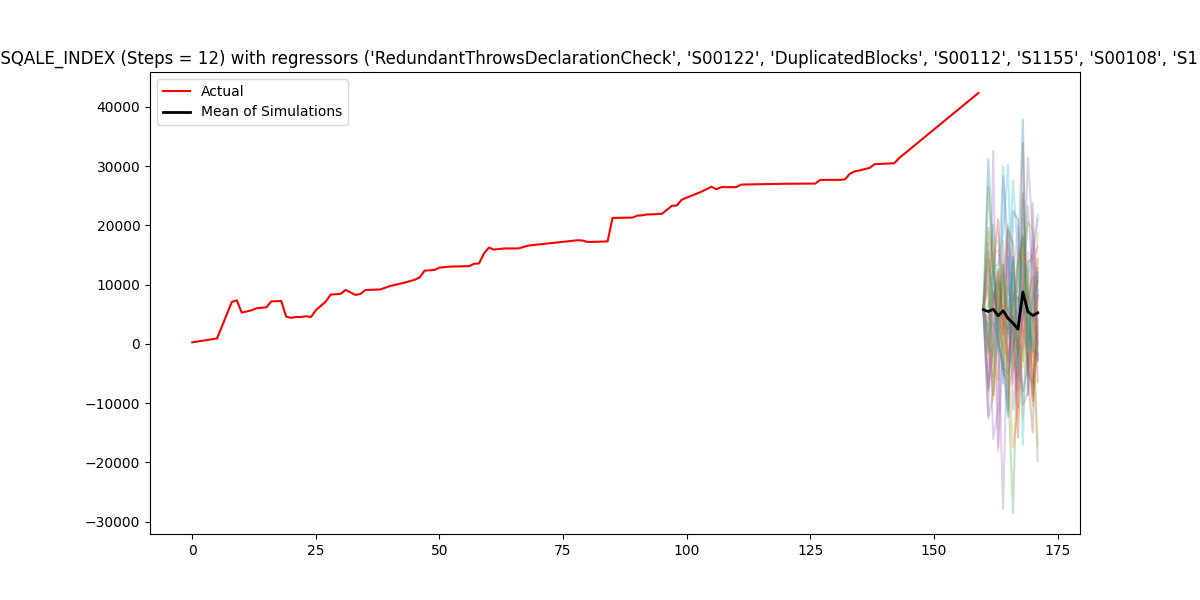 SQALE_INDEX (Steps = 12) with regressors ('RedundantThrowsDeclarationCheck', 'S00122', 'DuplicatedBlocks', 'S00112', 'S1155', 'S00108', 'S1
Actual
Mean of Simulations
40000
30000
20000
10000
0
−10000
−20000
−30000
0 25 50 75 100 125 150 175